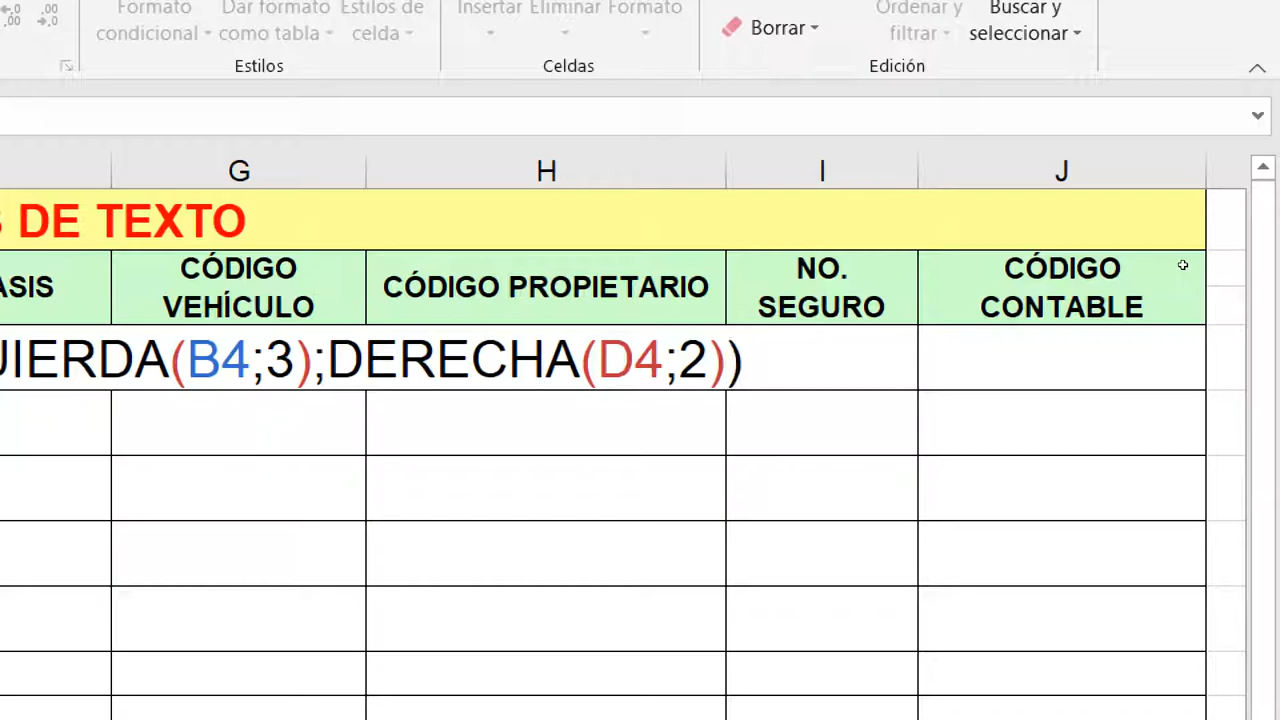 Formato
condicional
Dar formato
como tabla
Estilos de
celda
Insertar Eliminar Formato
Borrar
Ordenar y
filtrar
Buscar y
seleccionar
Estilos
Celdas
Edición
G H I J
DE TEXTO
ASIS
CÓDIGO
VEHÍCULO
CÓDIGO PROPIETARIO
NO.
SEGURO
CÓDIGO
CONTABLE
UIERDA(B4;3);DERECHA(D4;2))